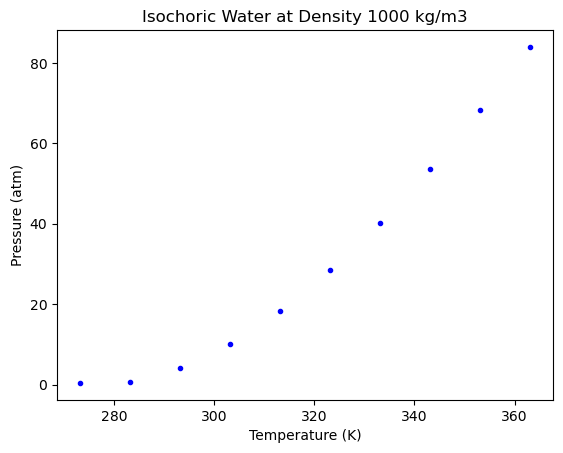 Isochoric Water at Density 1000 kg/m3
Pressure (atm)
80
60
40
20
0
280 300 320 340 360
Temperature (K)